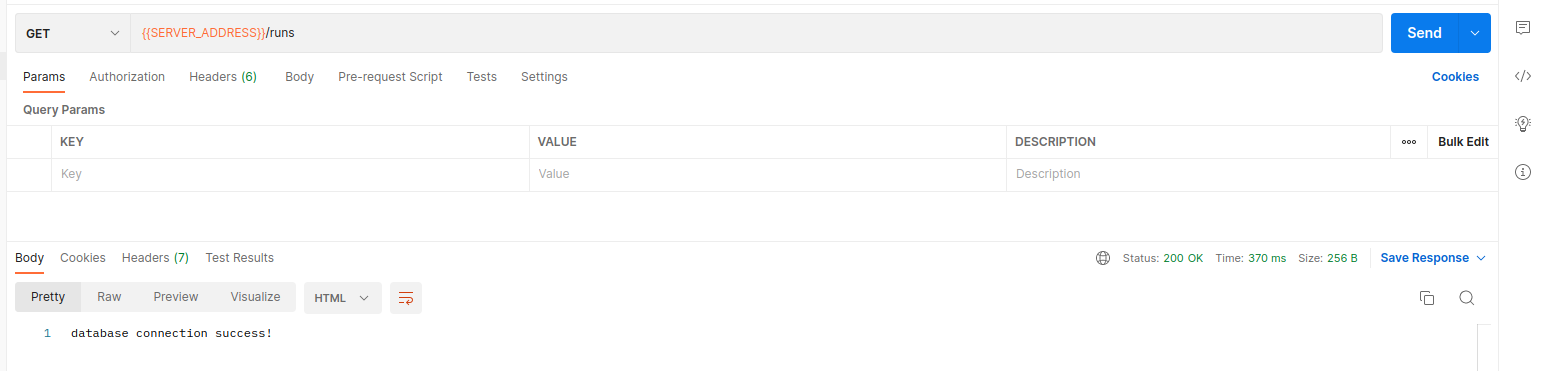 GET {{SERVER_ADDRESS}}/runs Send
Params Authorization Headers (6) Body Pre-request Script Tests Settings Cookies
Query Params
KEY VALUE DESCRIPTION Bulk Edit
Key Value Description
Body Cookies Headers (7) Test Results Status: 200 OK Time: 370 ms Size: 256 B Save Response
Pretty Raw Preview Visualize HTML
1 database connection success!